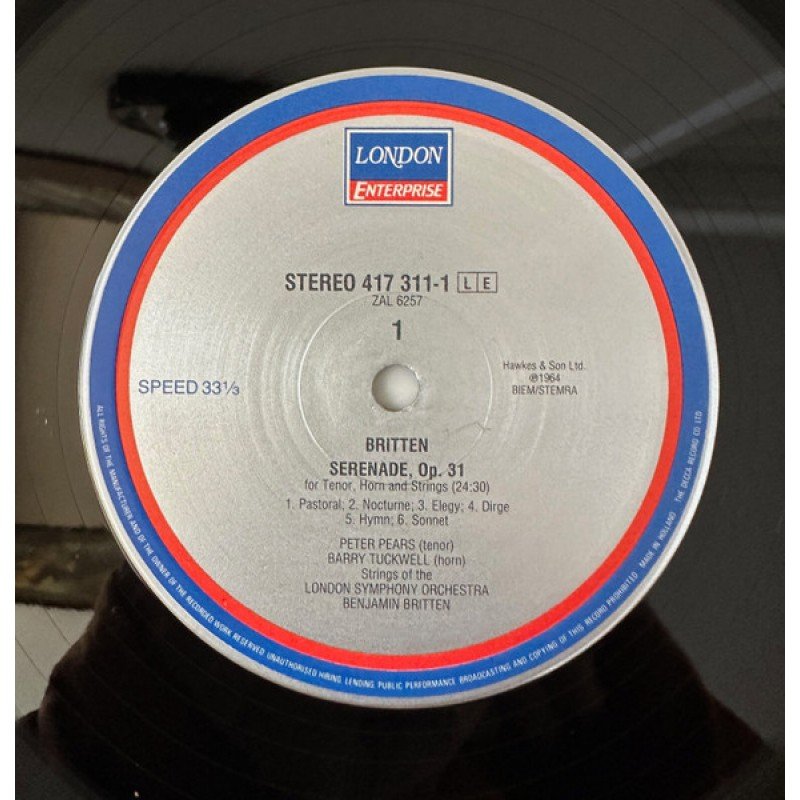 LONDON
ENTERPRISE
STEREO 417 311-1 L E
ZAL 6257
1
Hawkes & Son Ltd.
℗1964
BIEM/STEMRA
SPEED 33⅓
BRITTEN
SERENADE, Op. 31
for Tenor, Horn and Strings (24:30)
1. Pastoral; 2. Nocturne; 3. Elegy; 4. Dirge
5. Hymn; 6. Sonnet
PETER PEARS (tenor)
BARRY TUCKWELL (horn)
Strings of the
LONDON SYMPHONY ORCHESTRA
BENJAMIN BRITTEN
ALL RIGHTS OF THE MANUFACTURER AND OF THE OWNER OF THE RECORDED WORK RESERVED. UNAUTHORISED HIRING, LENDING, PUBLIC PERFORMANCE, BROADCASTING AND COPYING OF THIS RECORD PROHIBITED. MADE IN HOLLAND THE DECCA RECORD CO LTD